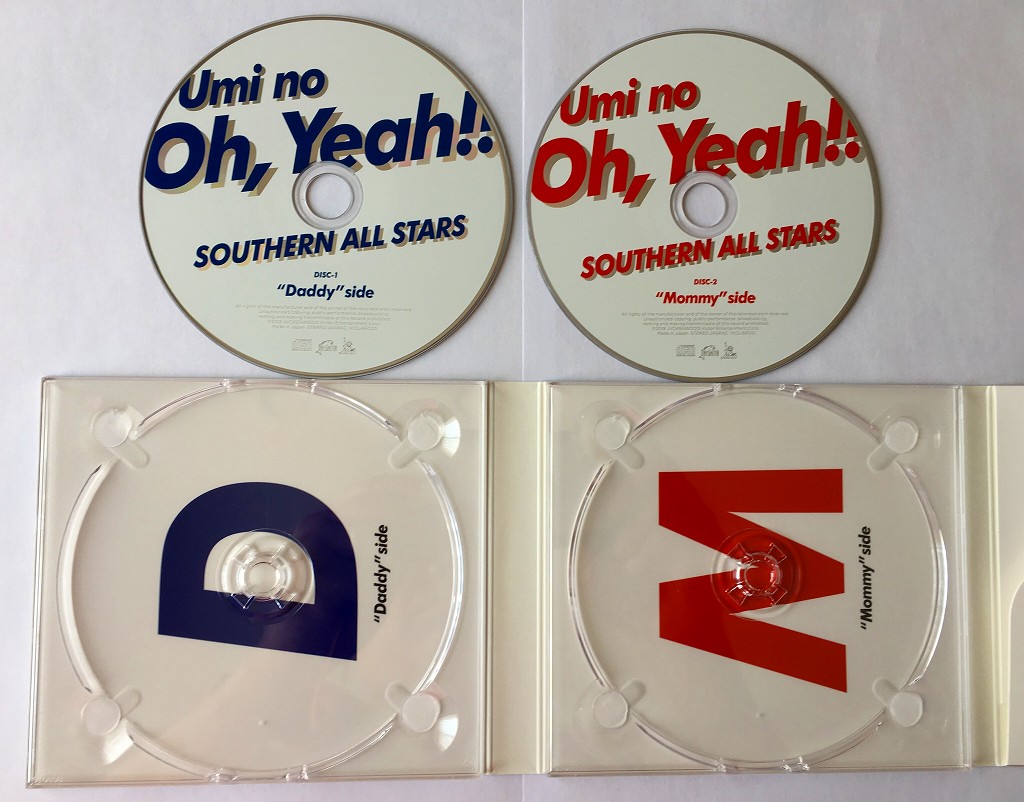 Umi no
Oh, Yeah!!
SOUTHERN ALL STARS
DISC-1
“Daddy” side
Umi no
Oh, Yeah!!
SOUTHERN ALL STARS
DISC-2
“Mommy” side
D
“Daddy” side
M
“Mommy” side